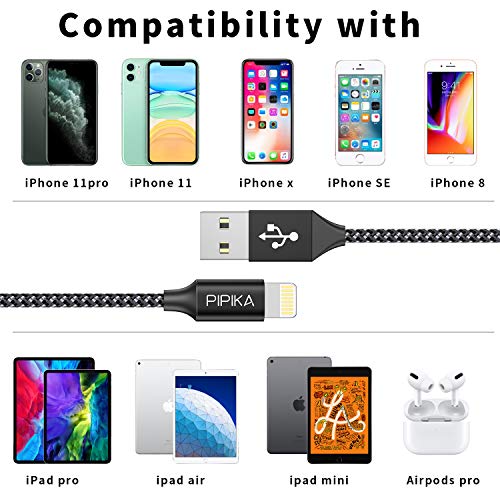 Compatibility with
iPhone 11pro
iPhone 11
iPhone x
iPhone SE
iPhone 8
PIPIKA
iPad pro
ipad air
ipad mini
Airpods pro